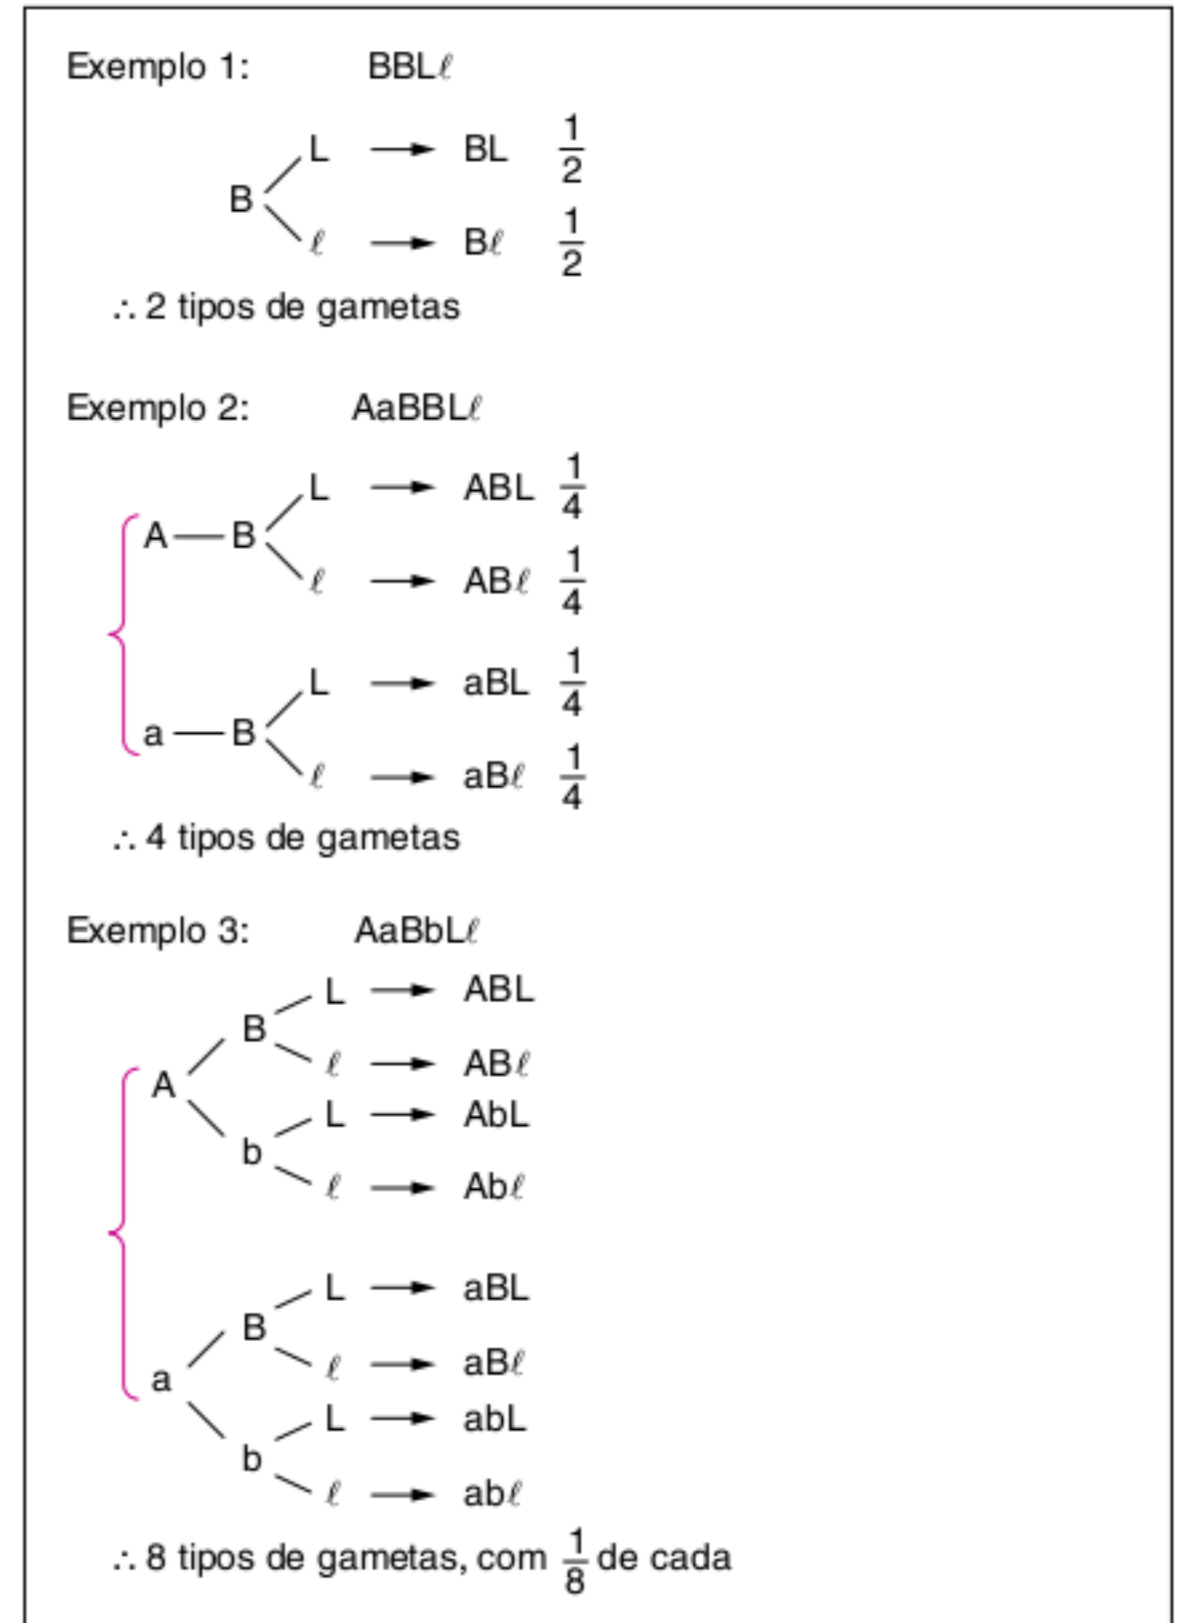 Exemplo 1: BBLℓ
L → BL 1/2
B
ℓ → Bℓ 1/2
∴ 2 tipos de gametas
Exemplo 2: AaBBLℓ
L → ABL 1/4
A — B
ℓ → ABℓ 1/4
L → aBL 1/4
a — B
ℓ → aBℓ 1/4
∴ 4 tipos de gametas
Exemplo 3: AaBbLℓ
L → ABL
B
ℓ → ABℓ
A
L → AbL
b
ℓ → Abℓ
L → aBL
B
ℓ → aBℓ
a
L → abL
b
ℓ → abℓ
∴ 8 tipos de gametas, com 1/8 de cada